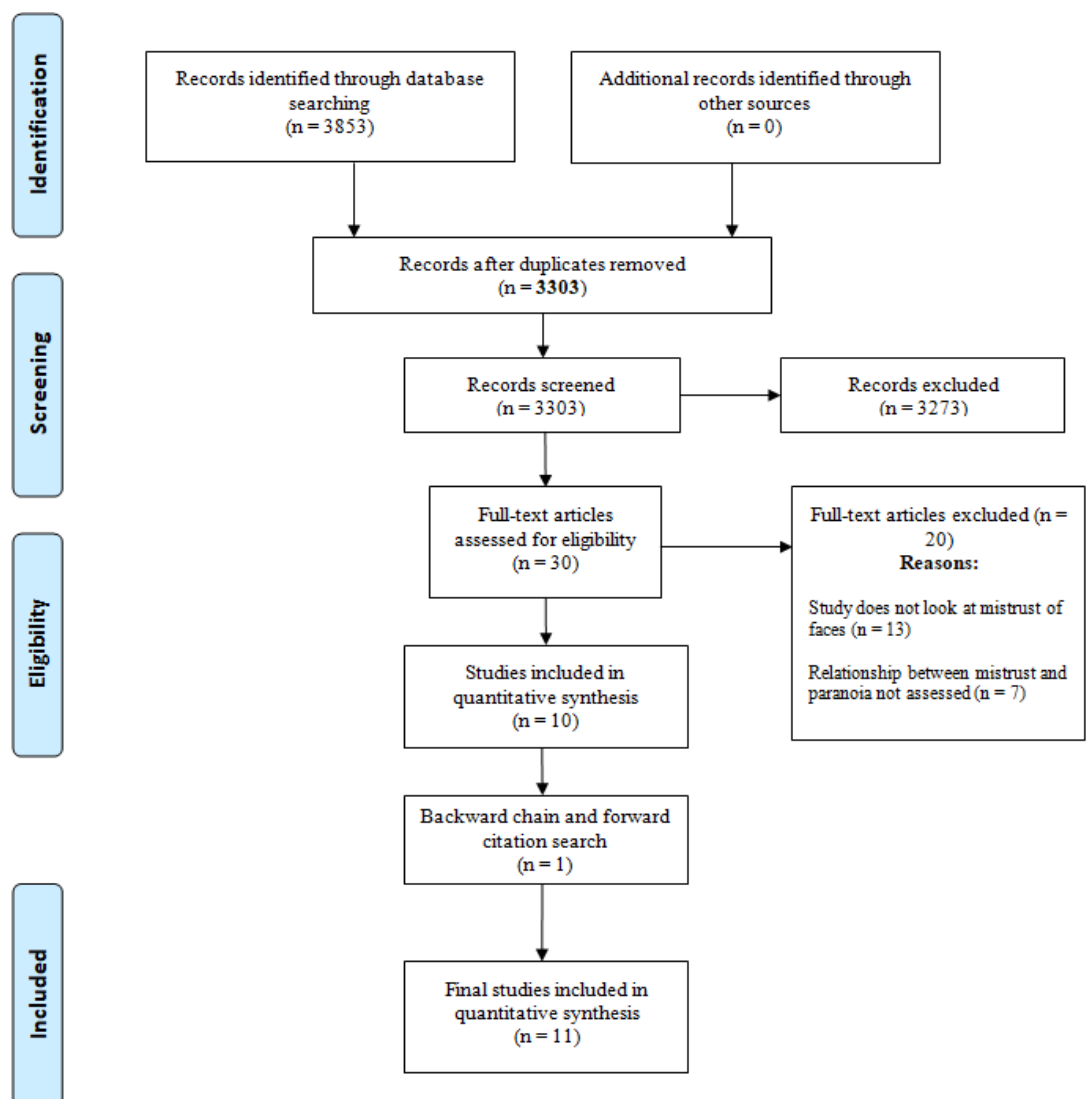 Identification
Records identified through database
searching
(n = 3853)
Additional records identified through
other sources
(n = 0)
Records after duplicates removed
(n = 3303)
Screening
Records screened
(n = 3303)
Records excluded
(n = 3273)
Eligibility
Full-text articles
assessed for eligibility
(n = 30)
Full-text articles excluded (n =
20)
Reasons:
Study does not look at mistrust of
faces (n = 13)
Relationship between mistrust and
paranoia not assessed (n = 7)
Studies included in
quantitative synthesis
(n = 10)
Backward chain and forward
citation search
(n = 1)
Included
Final studies included in
quantitative synthesis
(n = 11)